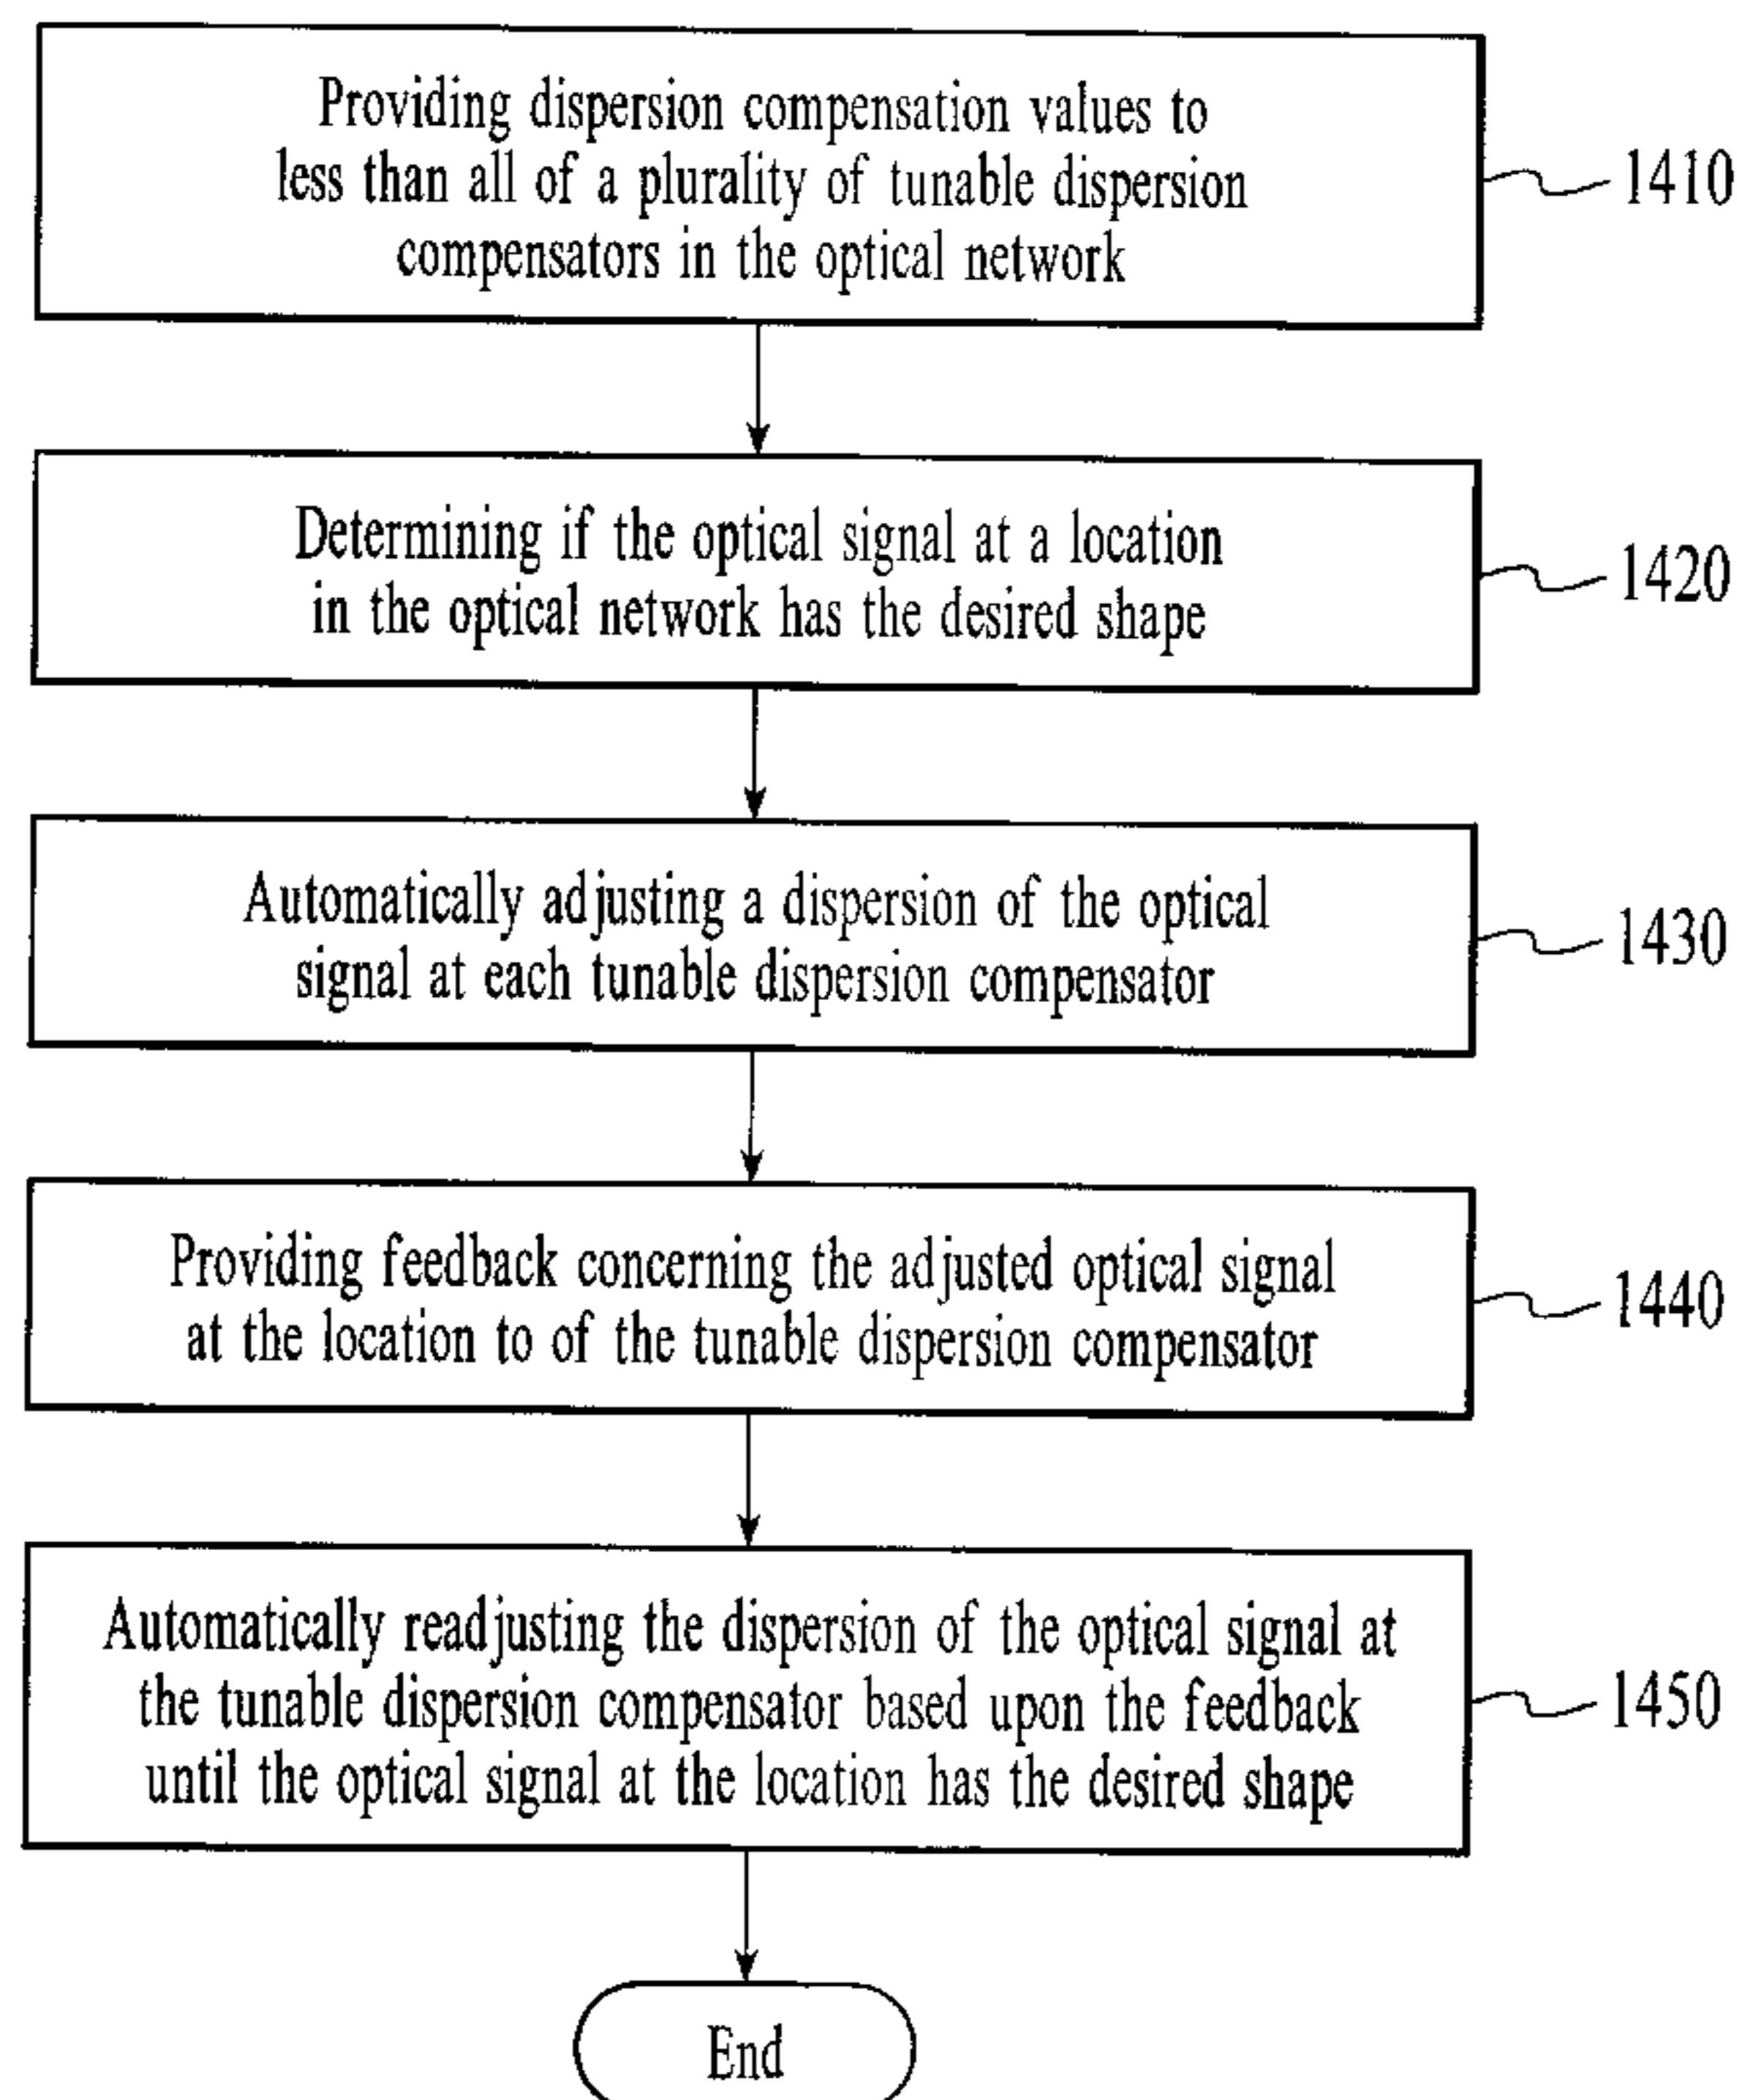 Providing dispersion compensation values to
less than all of a plurality of tunable dispersion
compensators in the optical network
1410
Determining if the optical signal at a location
in the optical network has the desired shape
1420
Automatically adjusting a dispersion of the optical
signal at each tunable dispersion compensator
1430
Providing feedback concerning the adjusted optical signal
at the location to of the tunable dispersion compensator
1440
Automatically readjusting the dispersion of the optical signal at
the tunable dispersion compensator based upon the feedback
until the optical signal at the location has the desired shape
1450
End